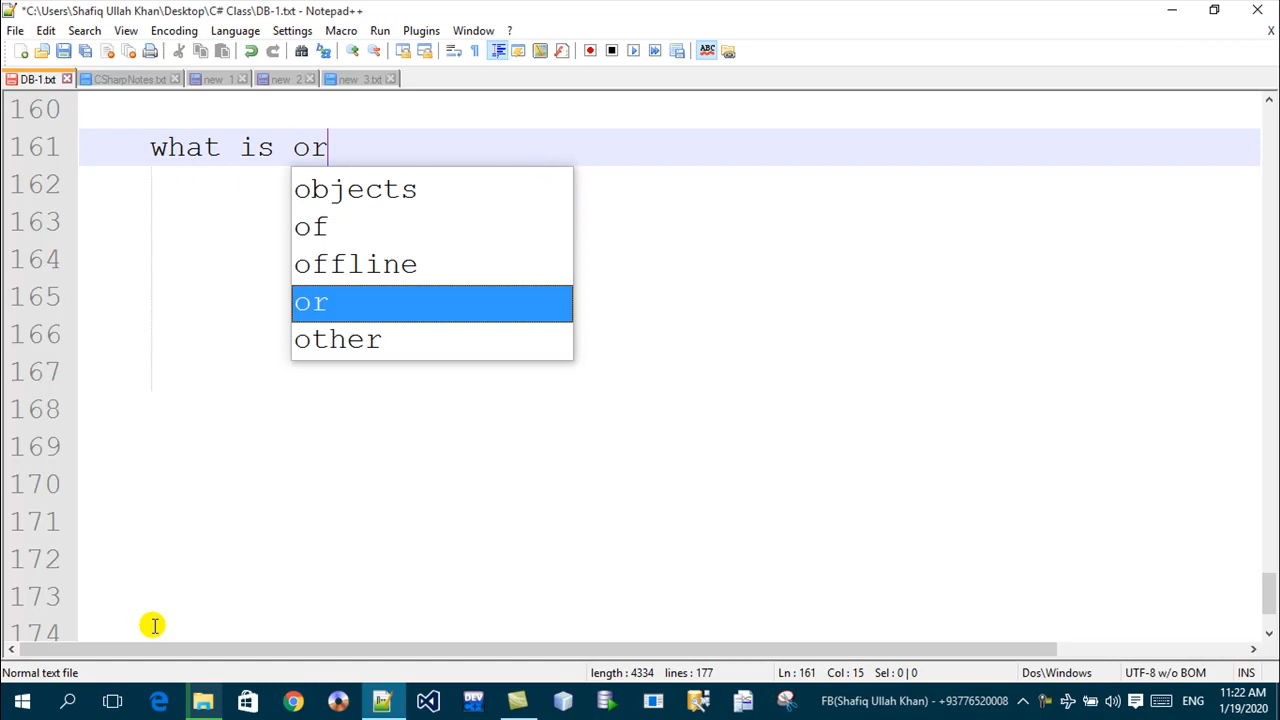 *C:\Users\Shafiq Ullah Khan\Desktop\C# Class\DB-1.txt - Notepad++
File Edit Search View Encoding Language Settings Macro Run Plugins Window ?
X
ABC
DB-1.txt CSharpNotes.txt new 1 new 2 new 3.txt
160
161 what is or
162 objects
163 of
164 offline
165 or
166 other
167
168
169
170
171
172
173
174
Normal text file length : 4334 lines : 177 Ln : 161 Col : 15 Sel : 0 | 0 Dos\Windows UTF-8 w/o BOM INS
DEV
FB(Shafiq Ullah Khan) - +93776520008 ENG 11:22 AM
1/19/2020